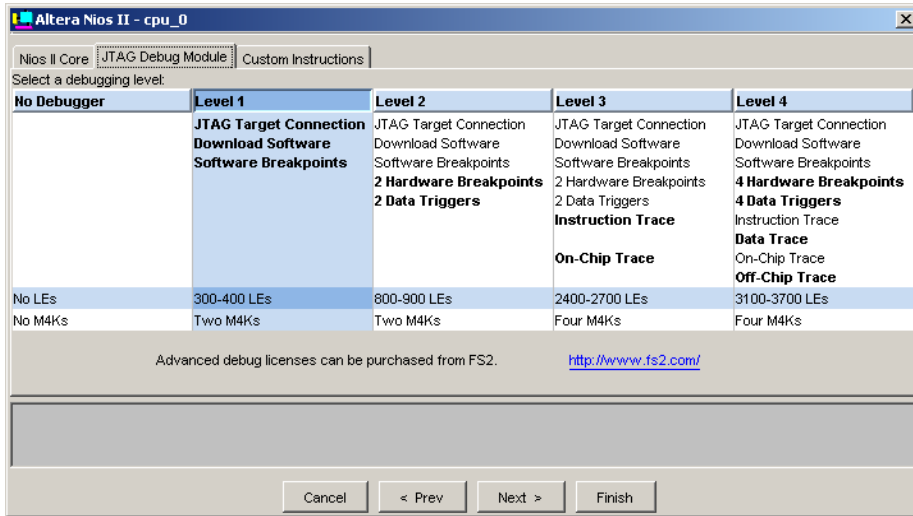 Altera Nios II - cpu_0
Nios II Core JTAG Debug Module Custom Instructions
Select a debugging level:
No Debugger Level 1 Level 2 Level 3 Level 4
JTAG Target Connection JTAG Target Connection JTAG Target Connection JTAG Target Connection
Download Software Download Software Download Software Download Software
Software Breakpoints Software Breakpoints Software Breakpoints Software Breakpoints
2 Hardware Breakpoints 2 Hardware Breakpoints 4 Hardware Breakpoints
2 Data Triggers 2 Data Triggers 4 Data Triggers
Instruction Trace Instruction Trace
Data Trace
On-Chip Trace On-Chip Trace
Off-Chip Trace
No LEs 300-400 LEs 800-900 LEs 2400-2700 LEs 3100-3700 LEs
No M4Ks Two M4Ks Two M4Ks Four M4Ks Four M4Ks
Advanced debug licenses can be purchased from FS2. http://www.fs2.com/
Cancel < Prev Next > Finish